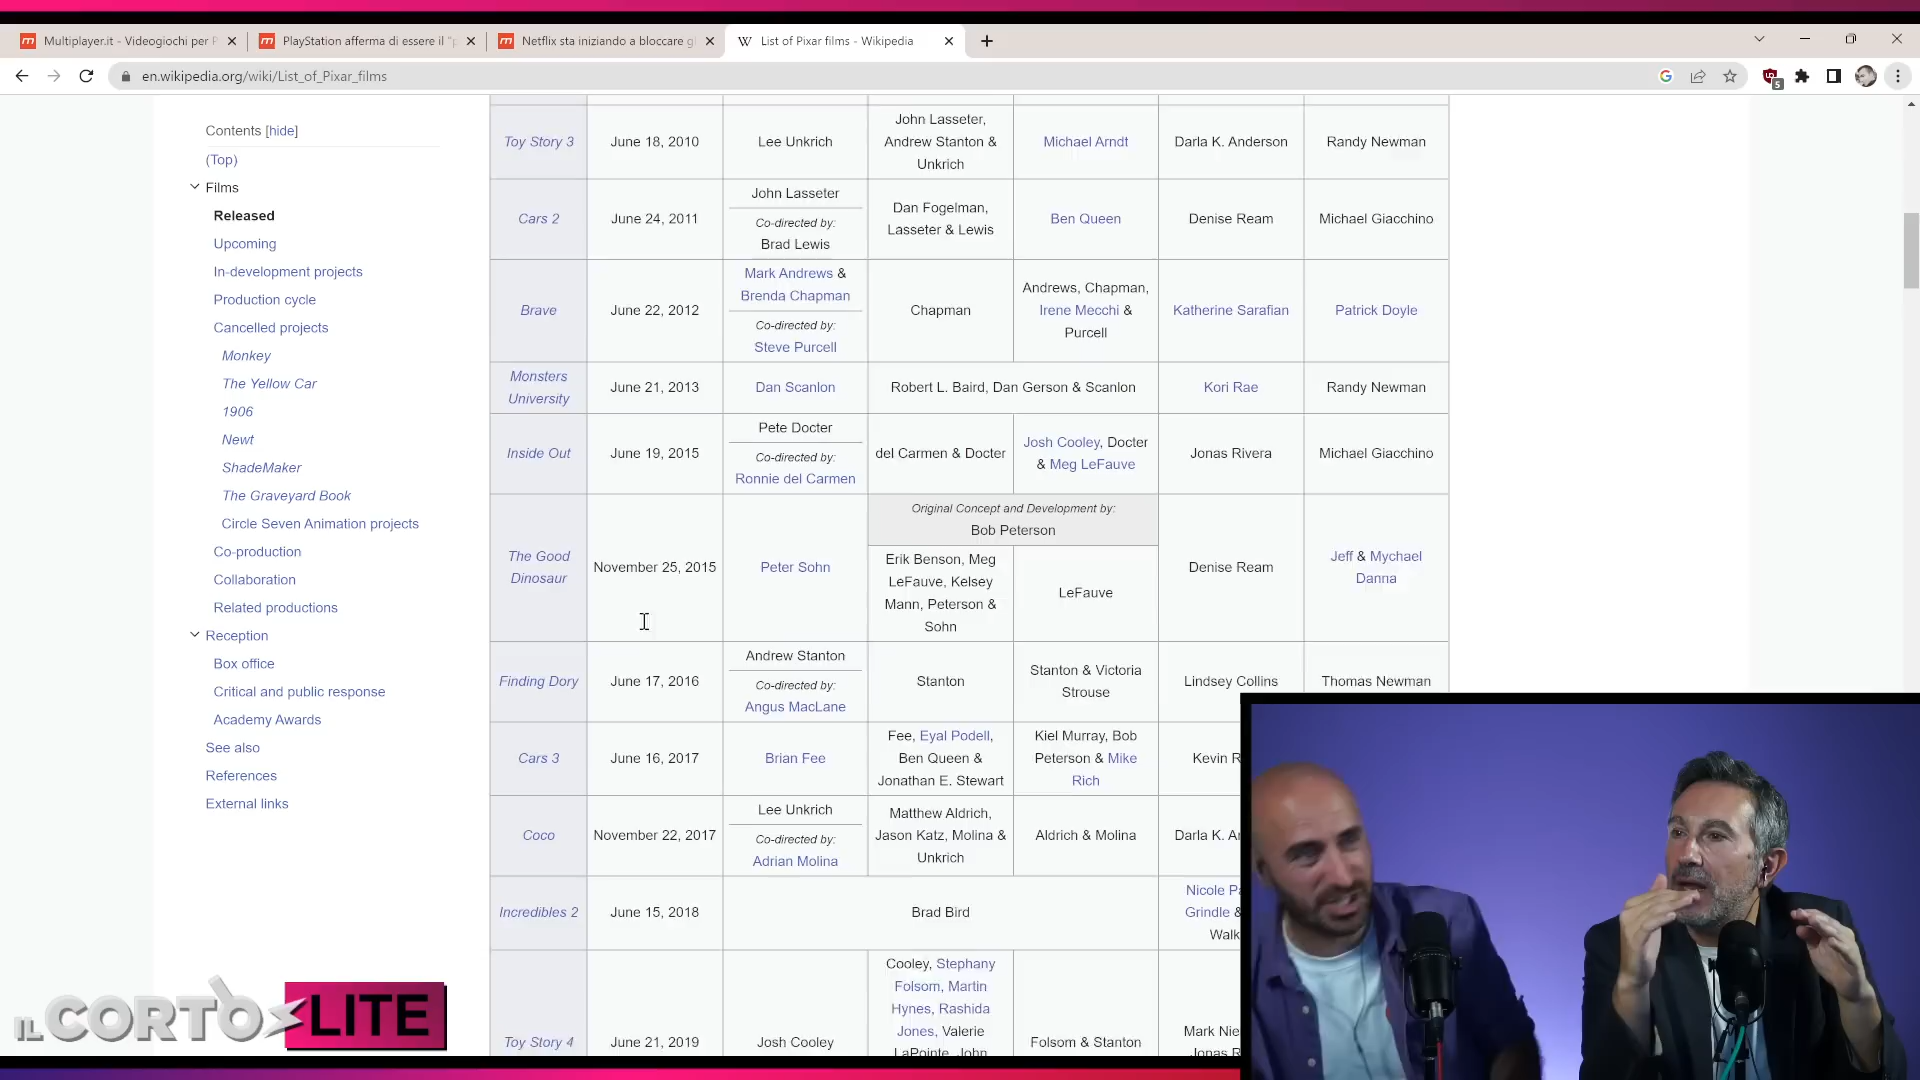 Multiplayer.it - Videogiochi per P
PlayStation afferma di essere il "p
Netflix sta iniziando a bloccare g
W List of Pixar films - Wikipedia
en.wikipedia.org/wiki/List_of_Pixar_films
5
Contents [hide]
(Top)
Films
Released
Upcoming
In-development projects
Production cycle
Cancelled projects
Monkey
The Yellow Car
1906
Newt
ShadeMaker
The Graveyard Book
Circle Seven Animation projects
Co-production
Collaboration
Related productions
Reception
Box office
Critical and public response
Academy Awards
See also
References
External links
Toy Story 3
June 18, 2010
Lee Unkrich
John Lasseter,
Andrew Stanton &
Unkrich
Michael Arndt
Darla K. Anderson
Randy Newman
Cars 2
June 24, 2011
John Lasseter
Co-directed by:
Brad Lewis
Dan Fogelman,
Lasseter & Lewis
Ben Queen
Denise Ream
Michael Giacchino
Brave
June 22, 2012
Mark Andrews &
Brenda Chapman
Co-directed by:
Steve Purcell
Chapman
Andrews, Chapman,
Irene Mecchi &
Purcell
Katherine Sarafian
Patrick Doyle
Monsters
University
June 21, 2013
Dan Scanlon
Robert L. Baird, Dan Gerson & Scanlon
Kori Rae
Randy Newman
Inside Out
June 19, 2015
Pete Docter
Co-directed by:
Ronnie del Carmen
del Carmen & Docter
Josh Cooley, Docter
& Meg LeFauve
Jonas Rivera
Michael Giacchino
The Good
Dinosaur
November 25, 2015
Peter Sohn
Original Concept and Development by:
Bob Peterson
Erik Benson, Meg
LeFauve, Kelsey
Mann, Peterson &
Sohn
LeFauve
Denise Ream
Jeff & Mychael
Danna
Finding Dory
June 17, 2016
Andrew Stanton
Co-directed by:
Angus MacLane
Stanton
Stanton & Victoria
Strouse
Lindsey Collins
Thomas Newman
Cars 3
June 16, 2017
Brian Fee
Fee, Eyal Podell,
Ben Queen &
Jonathan E. Stewart
Kiel Murray, Bob
Peterson & Mike
Rich
Kevin R
Coco
November 22, 2017
Lee Unkrich
Co-directed by:
Adrian Molina
Matthew Aldrich,
Jason Katz, Molina &
Unkrich
Aldrich & Molina
Darla K. A
Incredibles 2
June 15, 2018
Brad Bird
Nicole Pa
Grindle &
Walk
Toy Story 4
June 21, 2019
Josh Cooley
Cooley, Stephany
Folsom, Martin
Hynes, Rashida
Jones, Valerie
LaPointe, John
Folsom & Stanton
Mark Nie
Jonas R
IL CORTO LITE